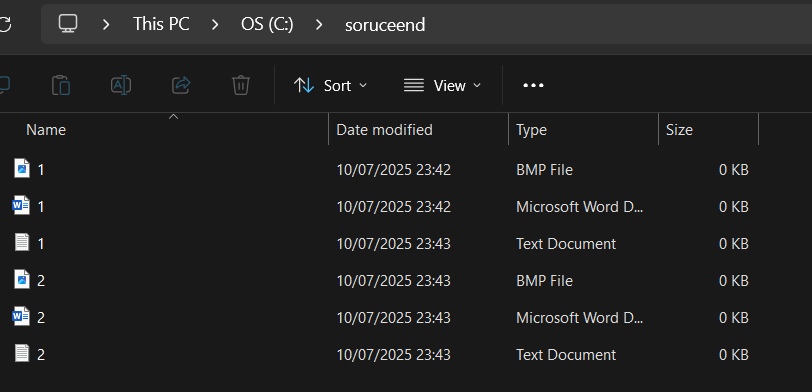 This PC > OS (C:) > soruceend
Sort View •••
Name Date modified Type Size
1 10/07/2025 23:42 BMP File 0 KB
1 10/07/2025 23:42 Microsoft Word D... 0 KB
1 10/07/2025 23:43 Text Document 0 KB
2 10/07/2025 23:43 BMP File 0 KB
2 10/07/2025 23:43 Microsoft Word D... 0 KB
2 10/07/2025 23:43 Text Document 0 KB